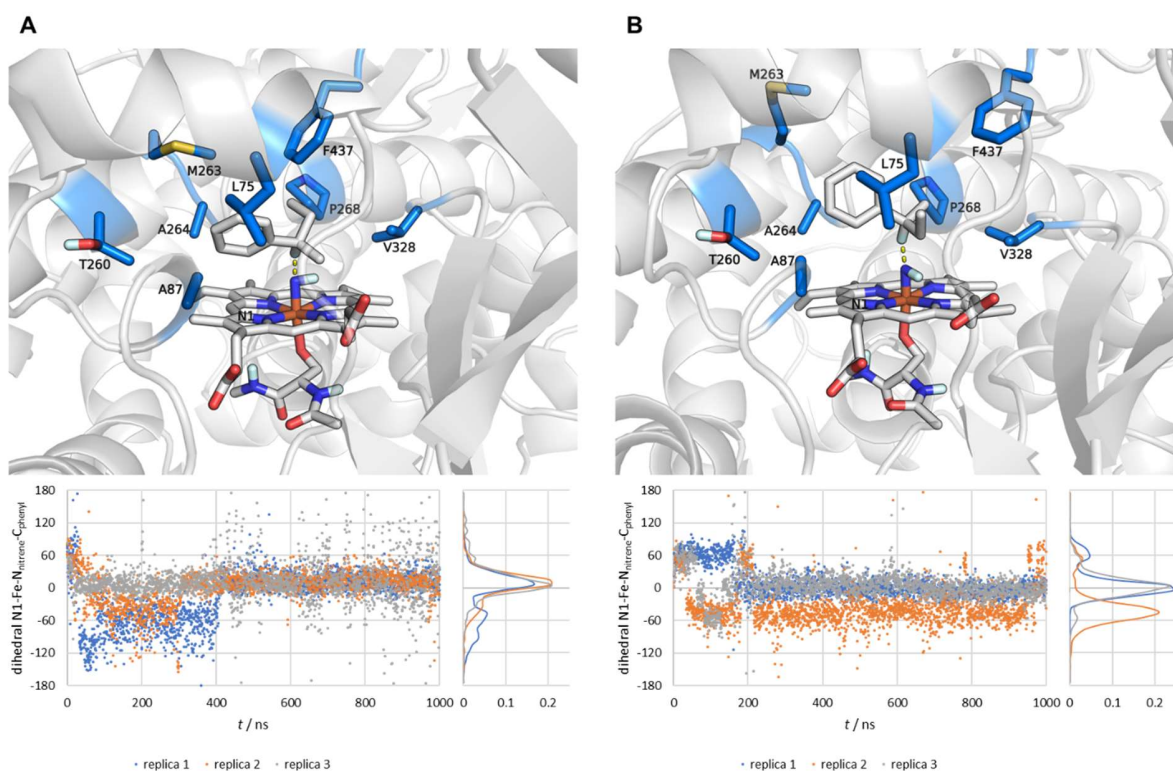 A
B
F437
M263
L75
P268
A264
V328
T260
A87
N1
M263
F437
L75
P268
A264
V328
T260
A87
N1
dihedral N1-Fe-Nnitrene-Cphenyl
180
120
60
0
-60
-120
-180
0
200
400
600
800
1000
t / ns
0
0.1
0.2
replica 1
replica 2
replica 3
dihedral N1-Fe-Nnitrene-Cphenyl
180
120
60
0
-60
-120
-180
0
200
400
600
800
1000
t / ns
0
0.1
0.2
replica 1
replica 2
replica 3